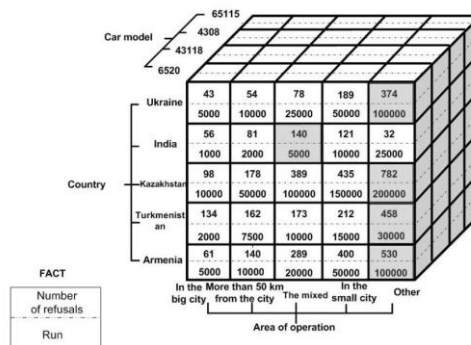 65115
4308
Car model
43118
6520
43 54 78 189 374
Ukraine
5000 10000 25000 50000 100000
56 81 140 121 32
India
1000 2000 5000 10000 25000
98 178 389 435 782
Country Kazakhstan
10000 50000 100000 150000 200000
134 162 173 212 458
Turkmenist
an
2000 7500 10000 15000 30000
61 140 289 400 530
Armenia
5000 10000 20000 50000 100000
FACT
Number
of refusals
Run
In the
big city
More than 50 km
from the city
The mixed
In the
small city
Other
Area of operation